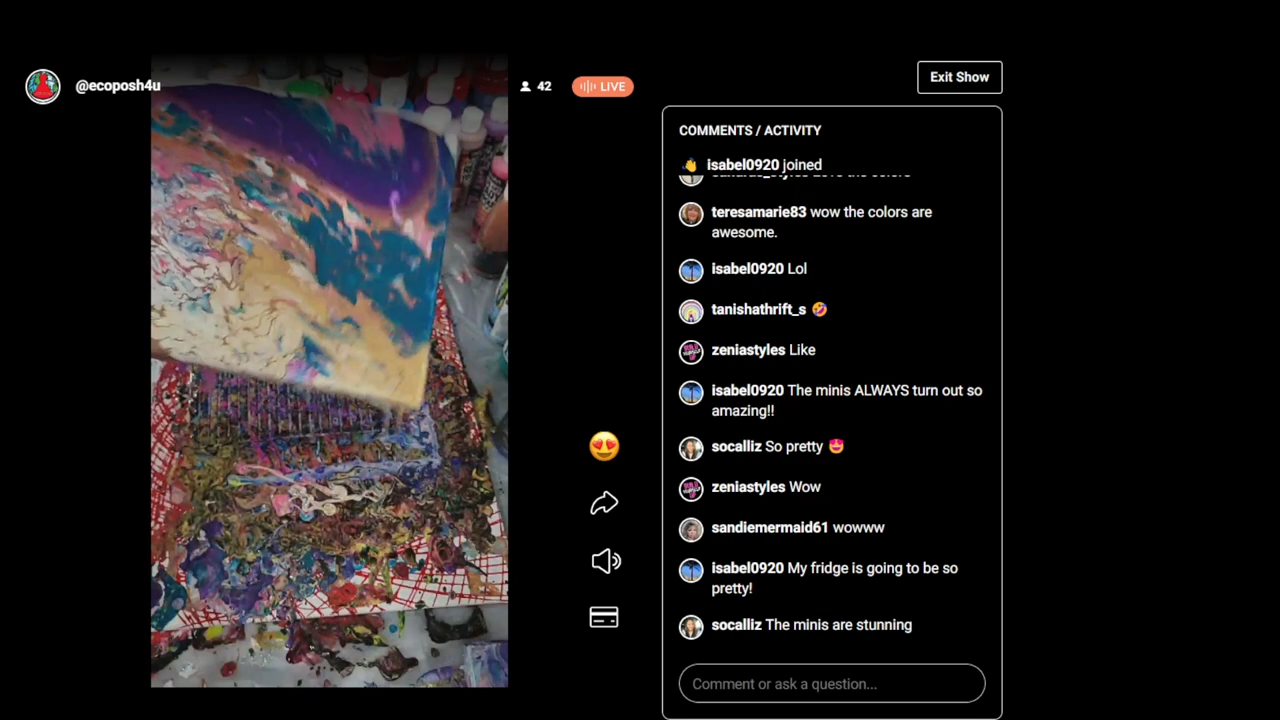 @ecoposh4u
42
LIVE
Exit Show
COMMENTS / ACTIVITY
isabel0920 joined
teresamarie83 wow the colors are
awesome.
isabel0920 Lol
tanishathrift_s 🤣
zeniastyles Like
isabel0920 The minis ALWAYS turn out so
amazing!!
socalliz So pretty 🤩
zeniastyles Wow
sandiemermaid61 wowww
isabel0920 My fridge is going to be so
pretty!
socalliz The minis are stunning
Comment or ask a question...